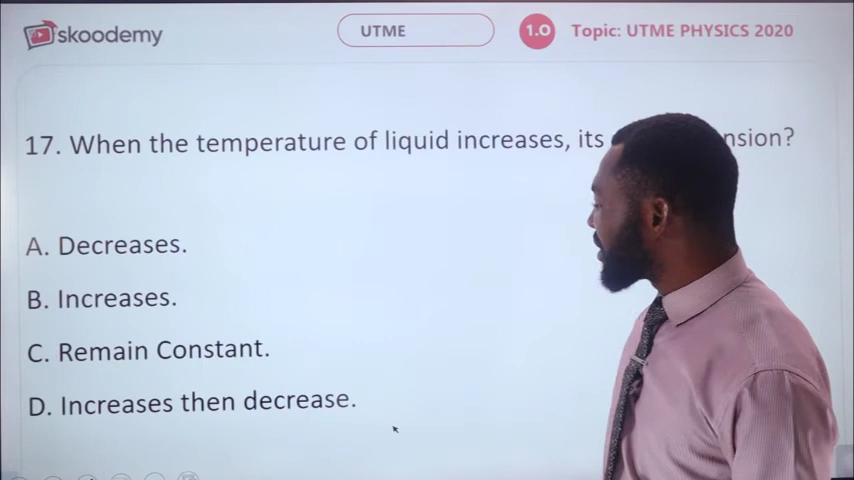 skoodemy
UTME
1.0
Topic: UTME PHYSICS 2020
17. When the temperature of liquid increases, its
A. Decreases.
B. Increases.
C. Remain Constant.
D. Increases then decrease.